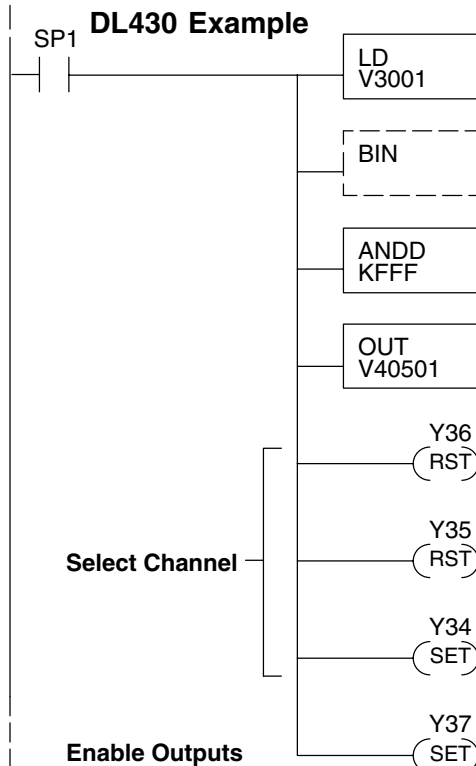 DL430 Example
SP1
LD
V3001
BIN
ANDD
KFFF
OUT
V40501
Y36
RST
Y35
RST
Select Channel
Y34
SET
Y37
Enable Outputs
SET